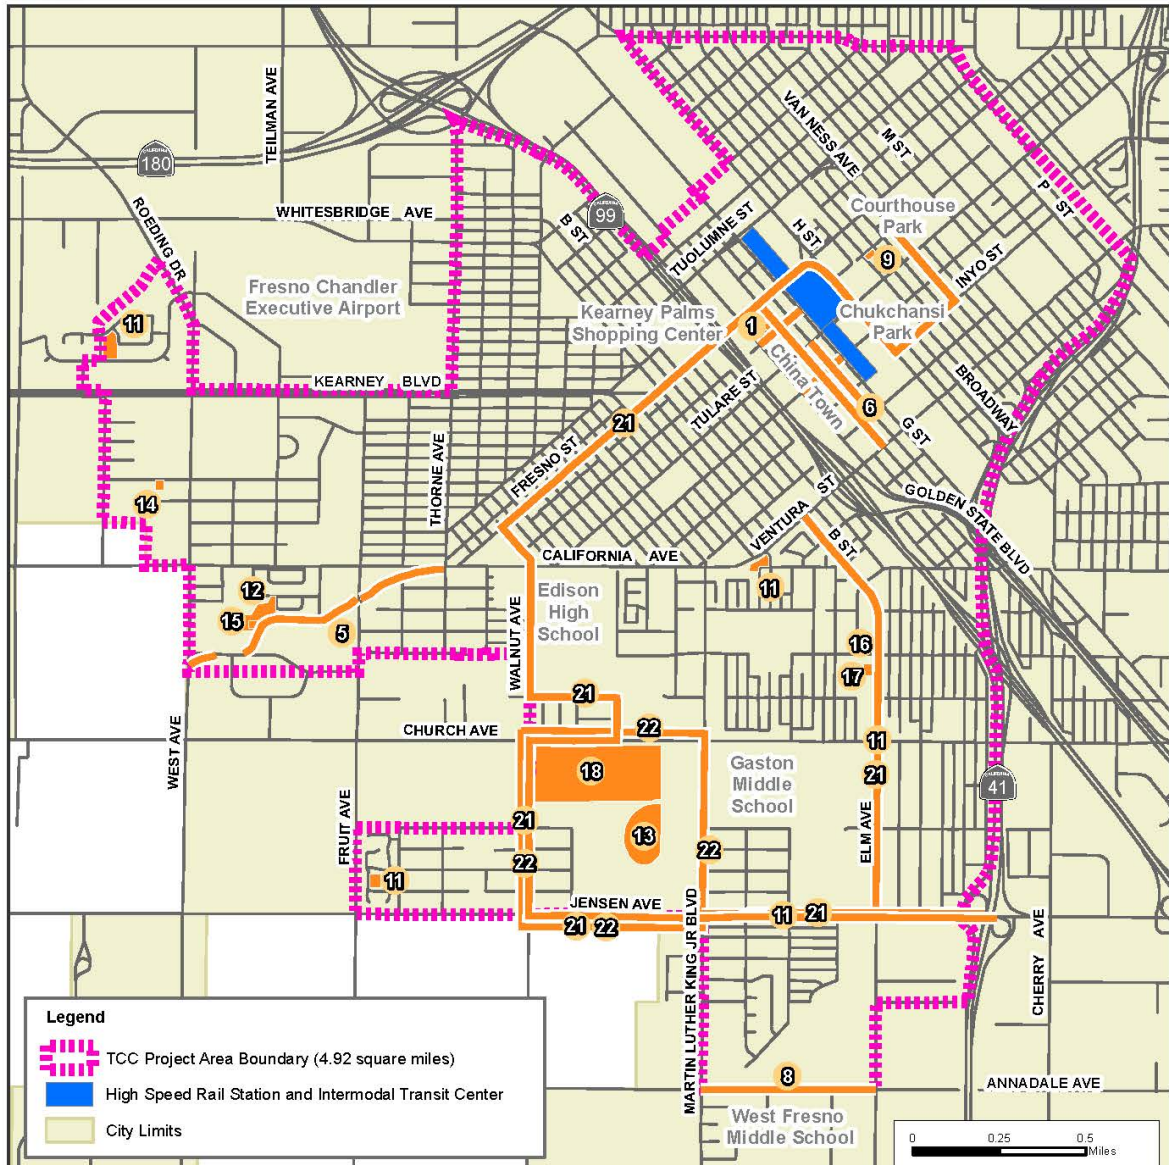 TEILMAN AVE
180
ROEDING DR
WHITESBRIDGE AVE
99
B ST
VAN NESS AVE
M ST
P ST
Courthouse
Park
H ST
TUOLUMNE ST
9
INYO ST
Fresno Chandler
Executive Airport
11
Kearney Palms
Shopping Center
1
Chukchansi
Park
KEARNEY BLVD
China Town
TULARE ST
6
BROADWAY
21
FRESNO ST
G ST
THORNE AVE
14
VENTURA ST
B ST
GOLDEN STATE BLVD
CALIFORNIA AVE
12
15
5
Edison
High
School
11
WALNUT AVE
16
17
21
WEST AVE
CHURCH AVE
22
11
18
Gaston
Middle
School
21
41
FRUIT AVE
21
13
ELM AVE
22
22
11
JENSEN AVE
11
21
21
22
MARTIN LUTHER KING JR BLVD
CHERRY AVE
8
ANNADALE AVE
West Fresno
Middle School
Legend
TCC Project Area Boundary (4.92 square miles)
High Speed Rail Station and Intermodal Transit Center
City Limits
0
0.25
0.5
Miles